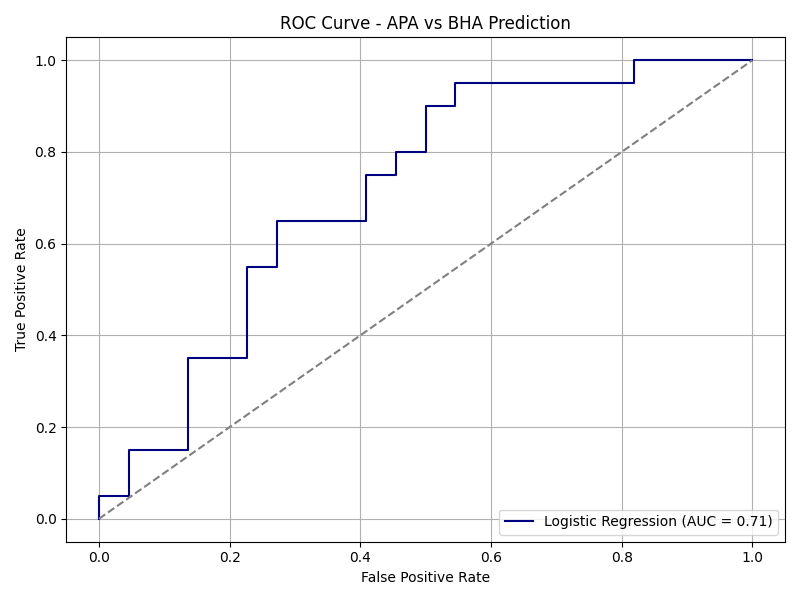 ROC Curve - APA vs BHA Prediction
True Positive Rate
1.0
0.8
0.6
0.4
0.2
0.0
Logistic Regression (AUC = 0.71)
0.0 0.2 0.4 0.6 0.8 1.0
False Positive Rate